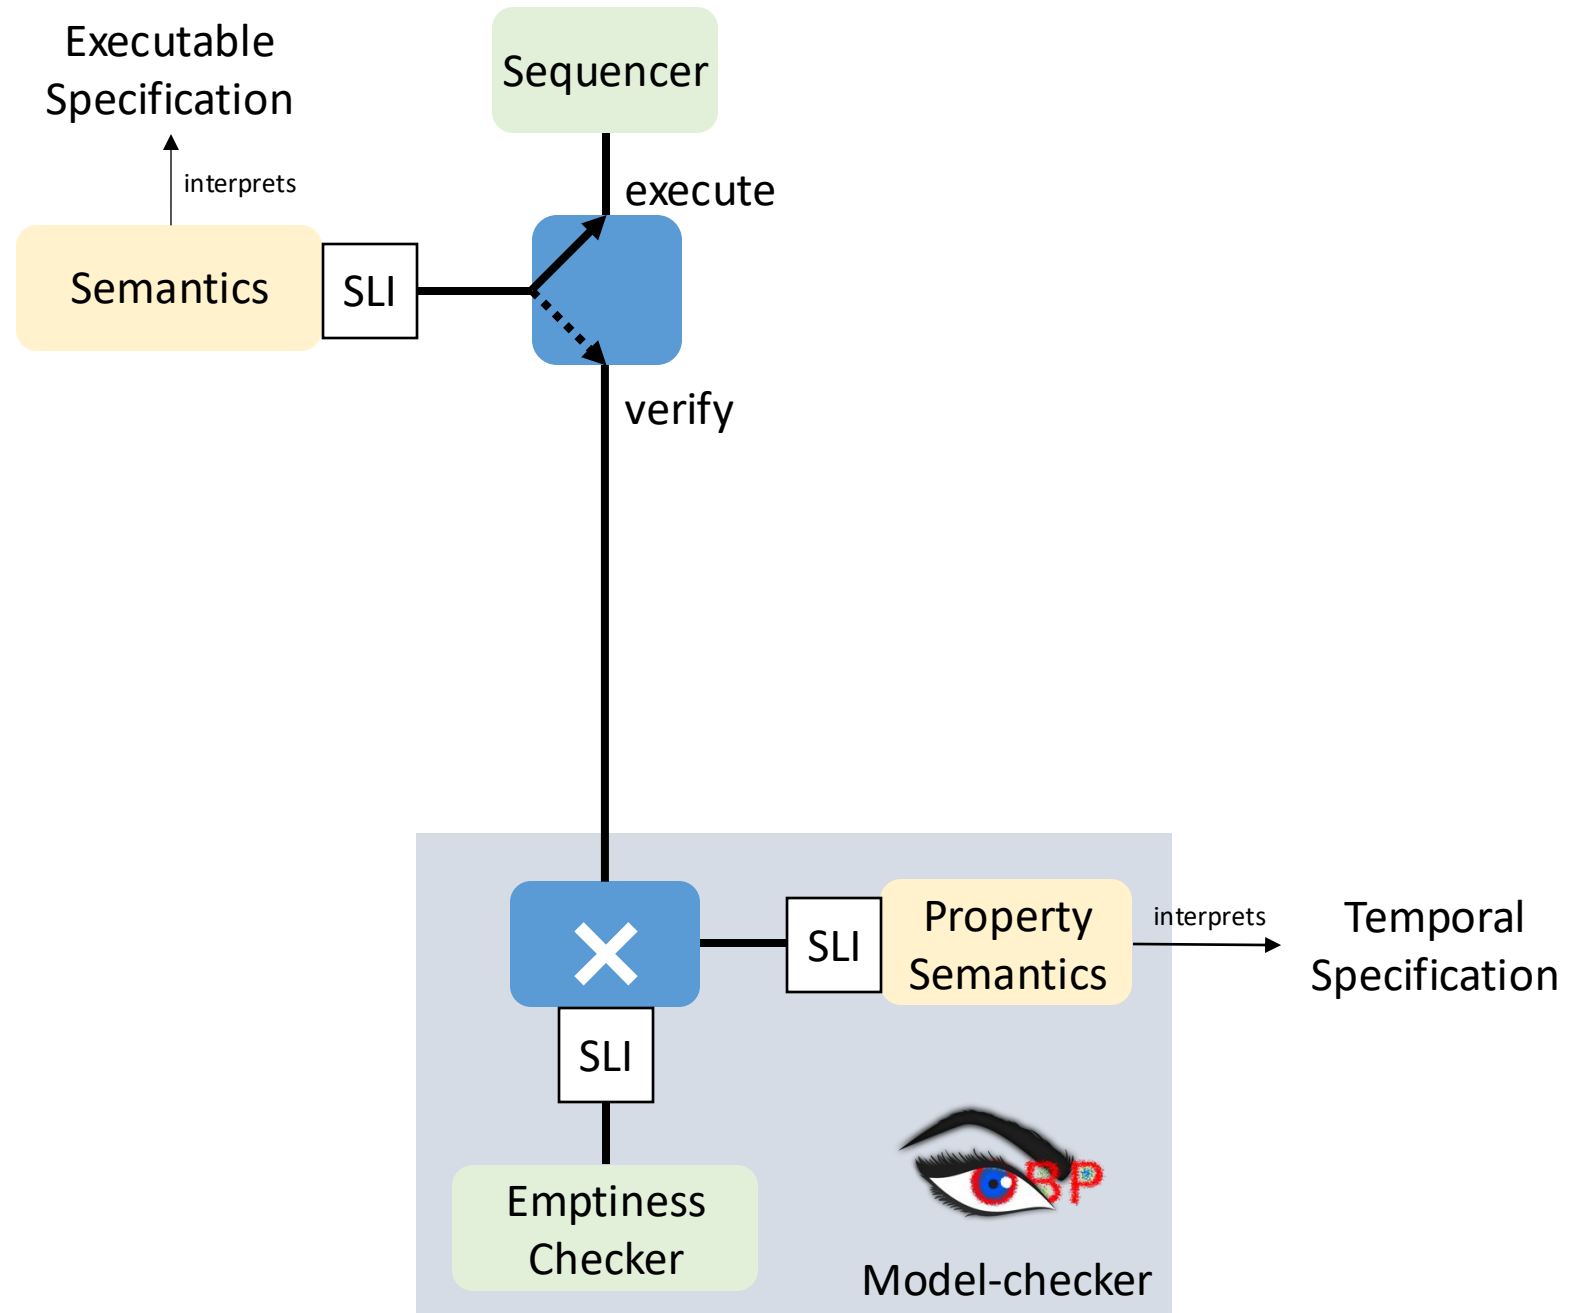 Executable
Specification
interprets
Semantics
SLI
Sequencer
execute
verify
SLI
Property
Semantics
interprets
Temporal
Specification
SLI
Emptiness
Checker
BP
Model-checker